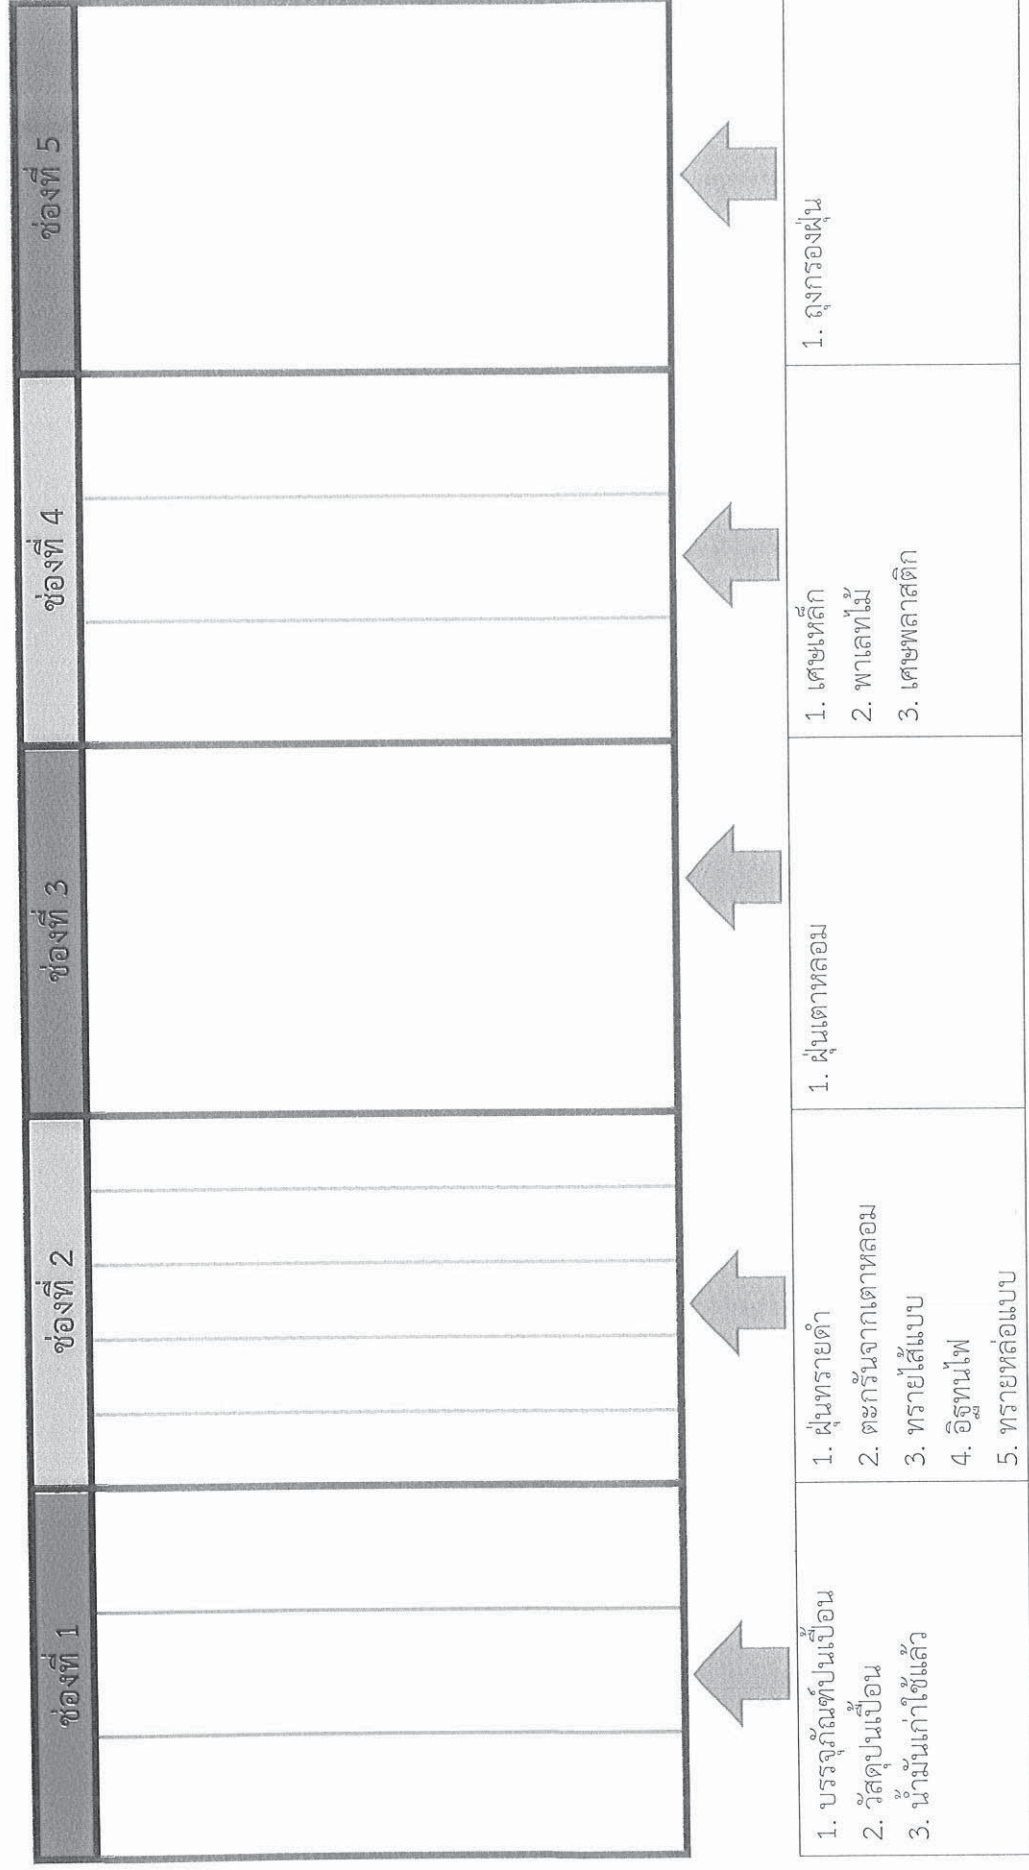 ช่องที่ 1
ช่องที่ 2
ช่องที่ 3
ช่องที่ 4
ช่องที่ 5
1. บรรจุภัณฑ์ปนเปื้อน
2. วัสดุปนเปื้อน
3. น้ำมันเก่าใช้แล้ว
1. ฝุ่นทรายดำ
2. ตะกรันจากเตาหลอม
3. ทรายไส้แบบ
4. อิฐทนไฟ
5. ทรายหล่อแบบ
1. ฝุ่นเตาหลอม
1. เศษเหล็ก
2. พาเลทไม้
3. เศษพลาสติก
1. ถุงกรองฝุ่น